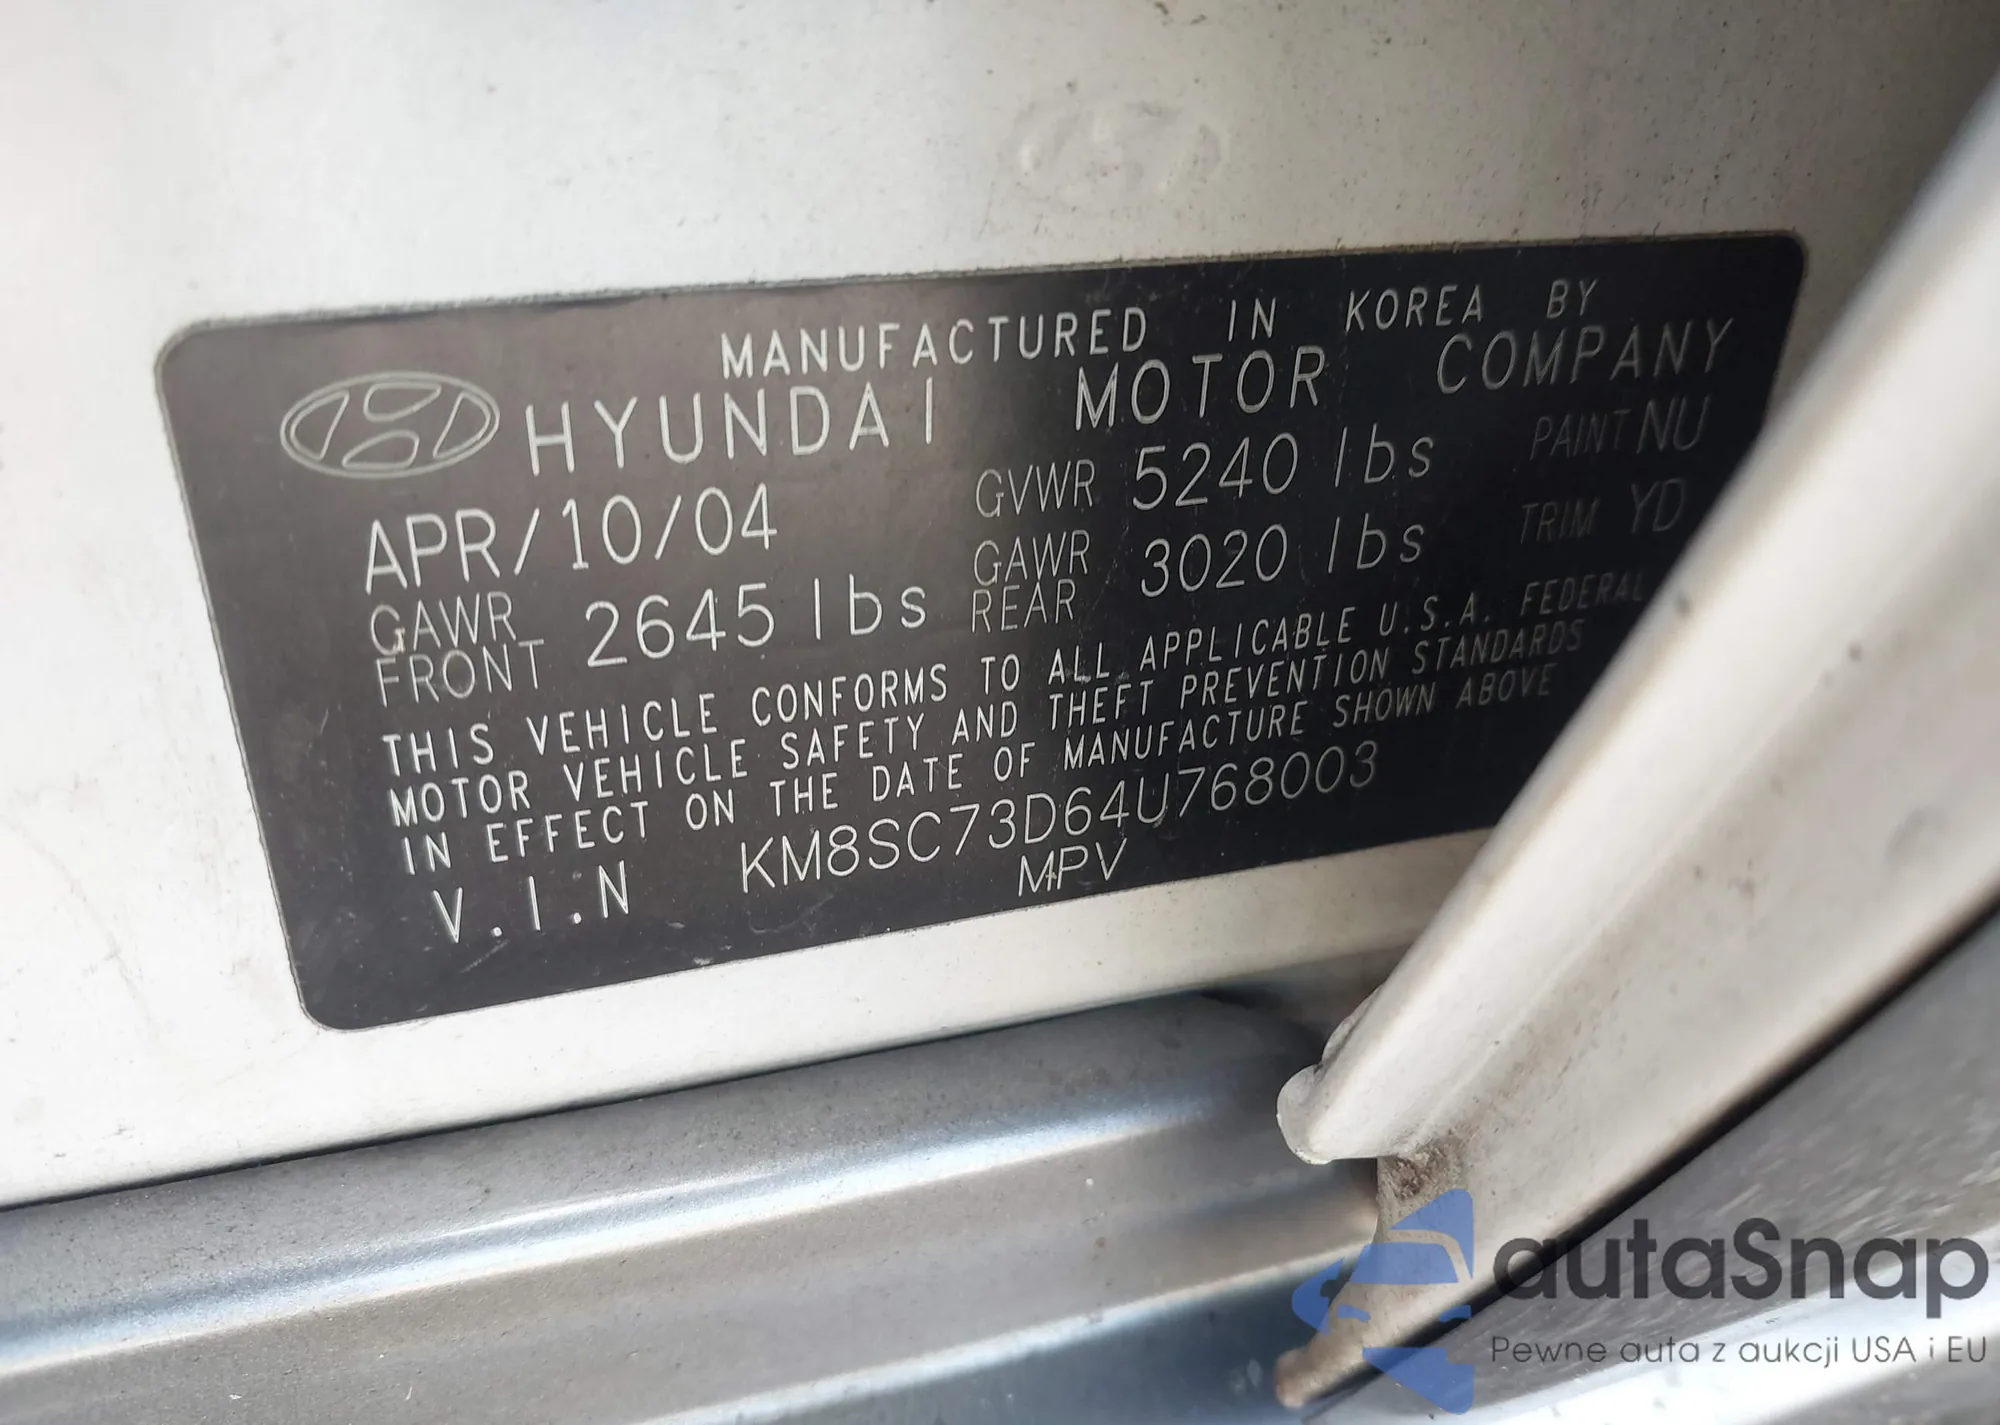 MANUFACTURED IN KOREA BY
HYUNDAI MOTOR COMPANY
APR/10/04 GVWR 5240 lbs PAINT NU
GAWR FRONT 2645 lbs GAWR REAR 3020 lbs TRIM YD
THIS VEHICLE CONFORMS TO ALL APPLICABLE U.S.A. FEDERAL
MOTOR VEHICLE SAFETY AND THEFT PREVENTION STANDARDS
IN EFFECT ON THE DATE OF MANUFACTURE SHOWN ABOVE
V.I.N KM8SC73D64U768003
MPV
autaSnap
Pewne auta z aukcji USA i EU